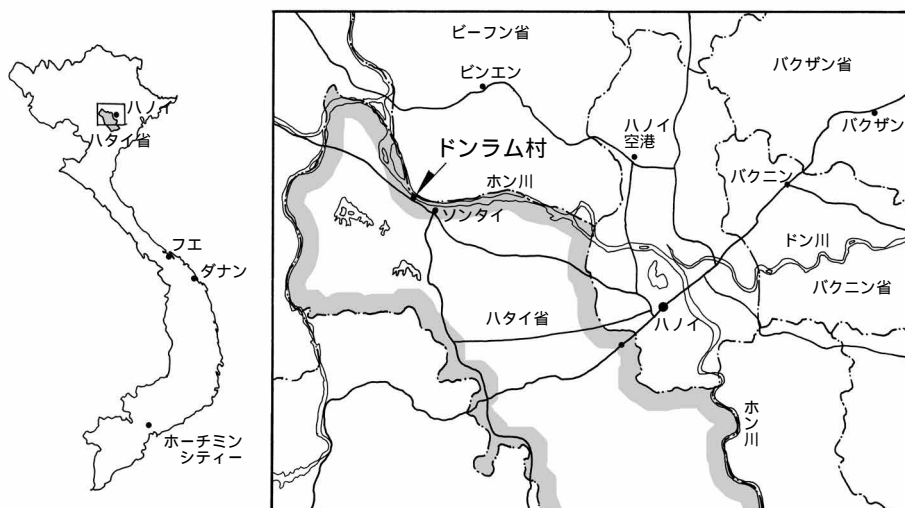 ハノイ
ハタイ省
フエ
ダナン
ホーチミン
シティー
ビーフン省
ビンエン
バクザン省
バクザン
ハノイ
空港
バクニン
ドンラム村
ホン川
ソンタイ
ドン川
バクニン省
ハタイ省
ハノイ
ホン川